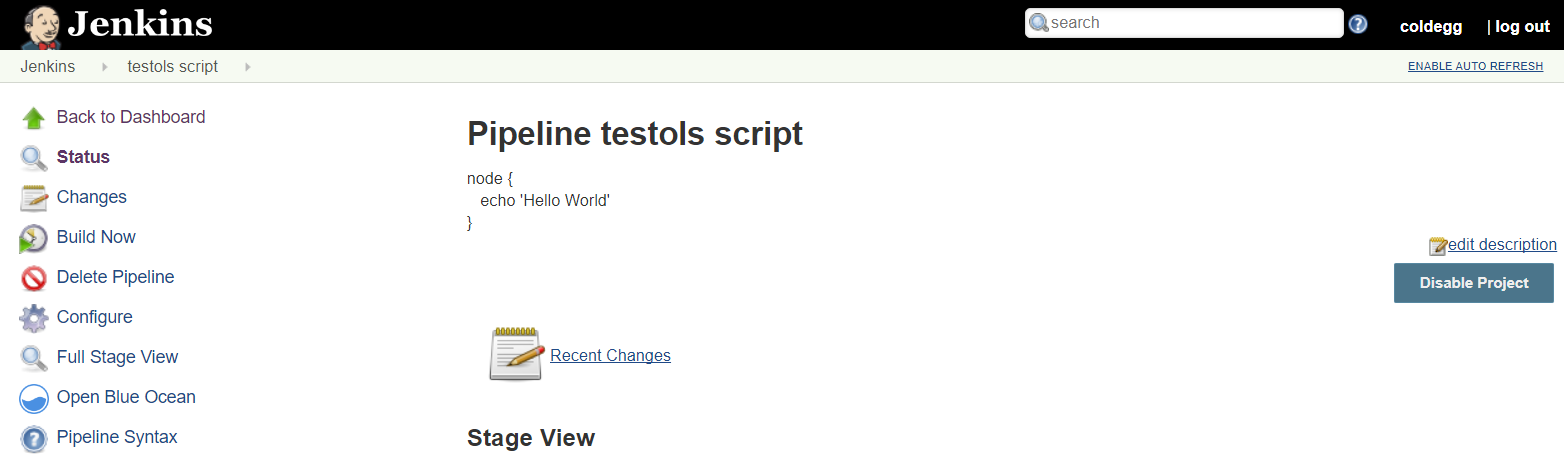 Jenkins
search
coldegg
| log out
Jenkins
testols script
ENABLE AUTO REFRESH
Back to Dashboard
Status
Changes
Build Now
Delete Pipeline
Configure
Full Stage View
Open Blue Ocean
Pipeline Syntax
Pipeline testols script
node {
echo 'Hello World'
}
edit description
Disable Project
Recent Changes
Stage View